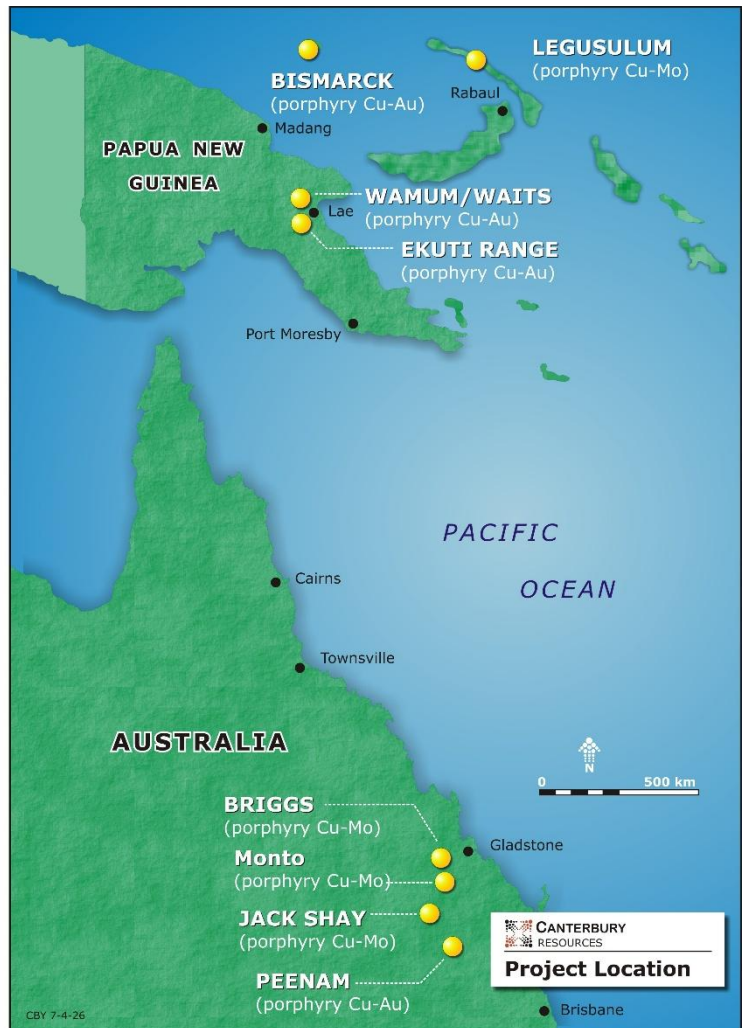 LEGUSULUM
(porphyry Cu-Mo)
BISMARCK
(porphyry Cu-Au)
Rabaul
Madang
PAPUA NEW
GUINEA
WAMUM/WAITS
(porphyry Cu-Au)
Lae
EKUTI RANGE
(porphyry Cu-Au)
Port Moresby
PACIFIC
OCEAN
Cairns
Townsville
AUSTRALIA
N
0 500 km
BRIGGS
(porphyry Cu-Mo)
Gladstone
Monto
(porphyry Cu-Mo)
JACK SHAY
(porphyry Cu-Mo)
PEENAM
(porphyry Cu-Au)
CANTERBURY
RESOURCES
Project Location
Brisbane
CBY 7-4-26